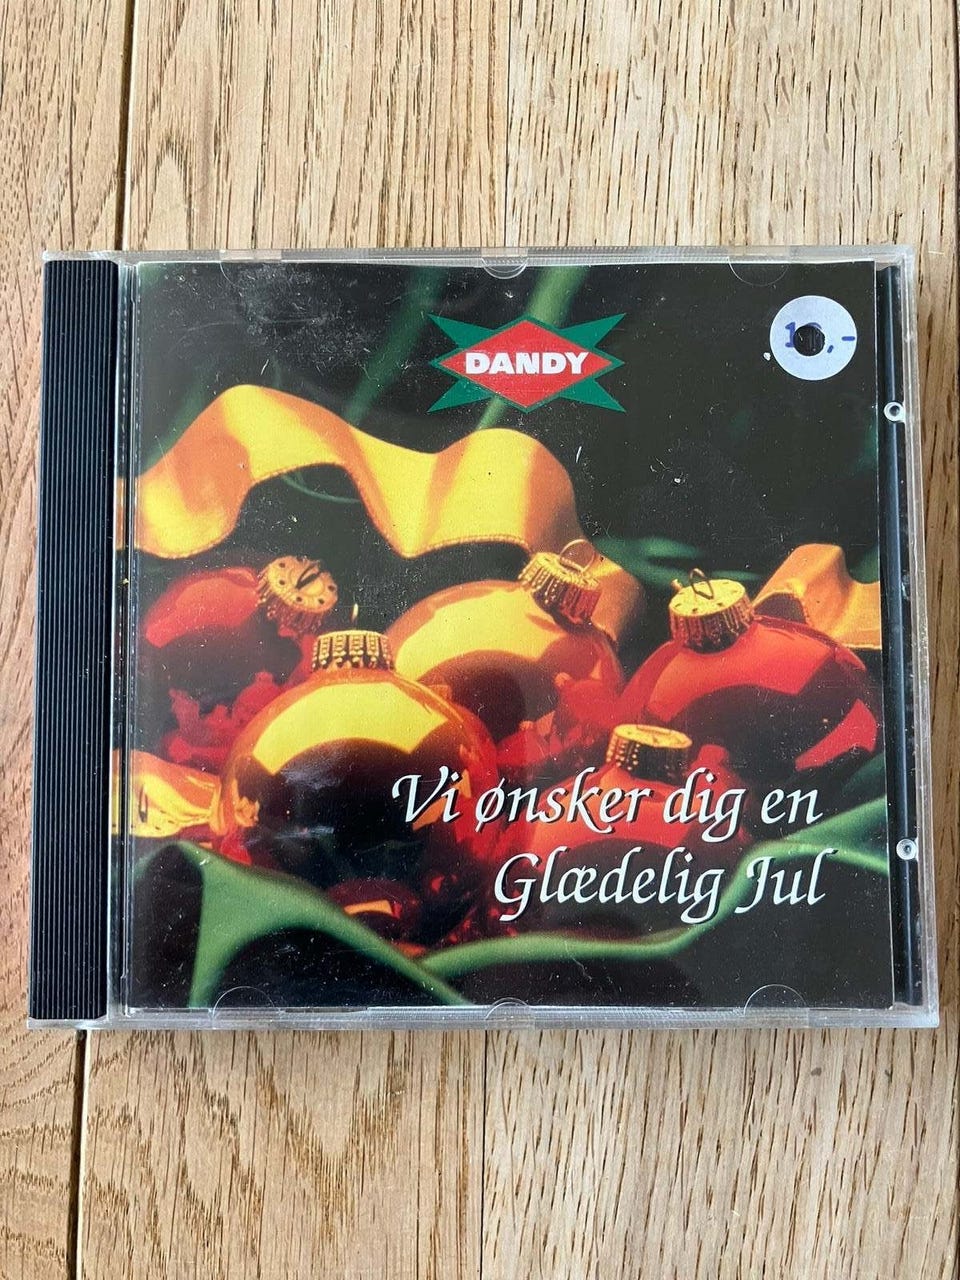 DANDY
Vi ønsker dig en
Glædelig Jul